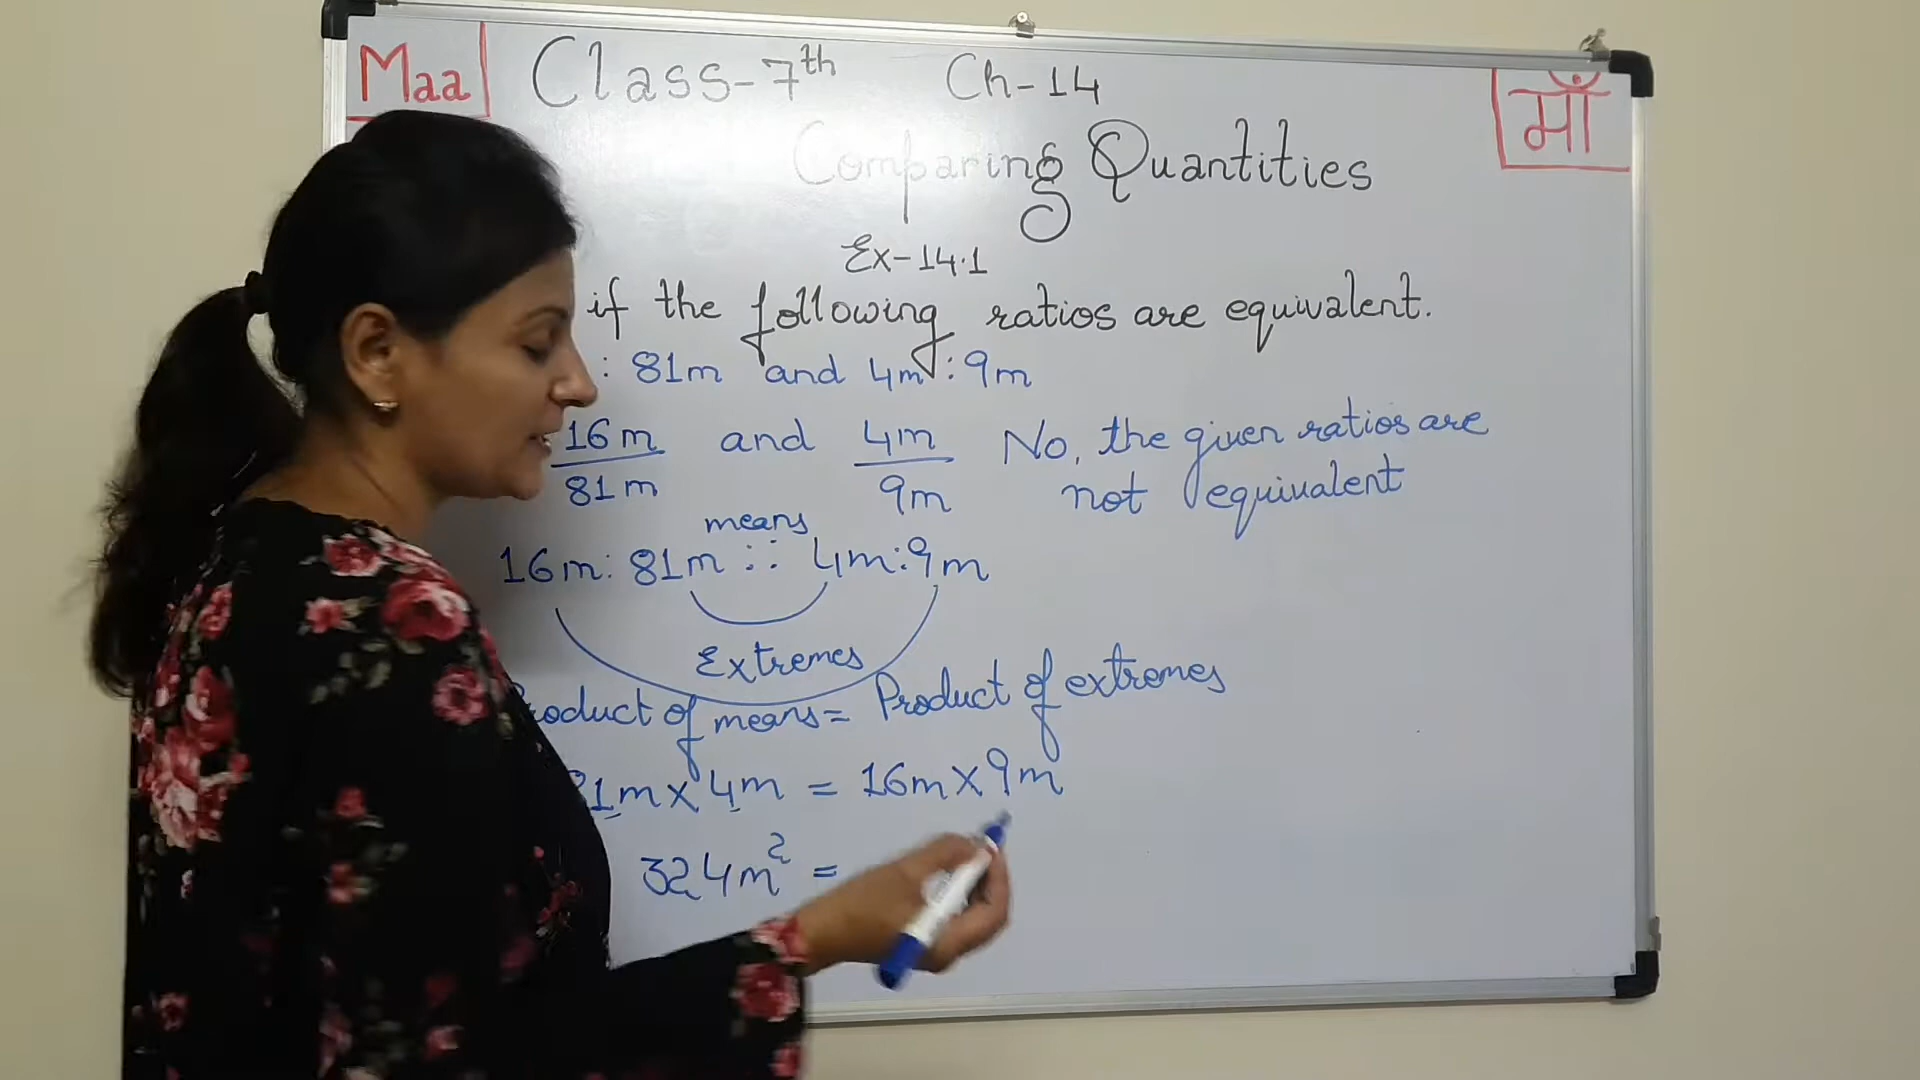 Maa Class-7th Ch-14 माँ
Comparing Quantities
Ex-14.1
if the following ratios are equivalent.
: 81m and 4m : 9m
16m/81m and 4m/9m No, the given ratios are
not equivalent
means
16m : 81m :: 4m : 9m
Extremes
Product of means = Product of extremes
81m × 4m = 16m × 9m
324m² =